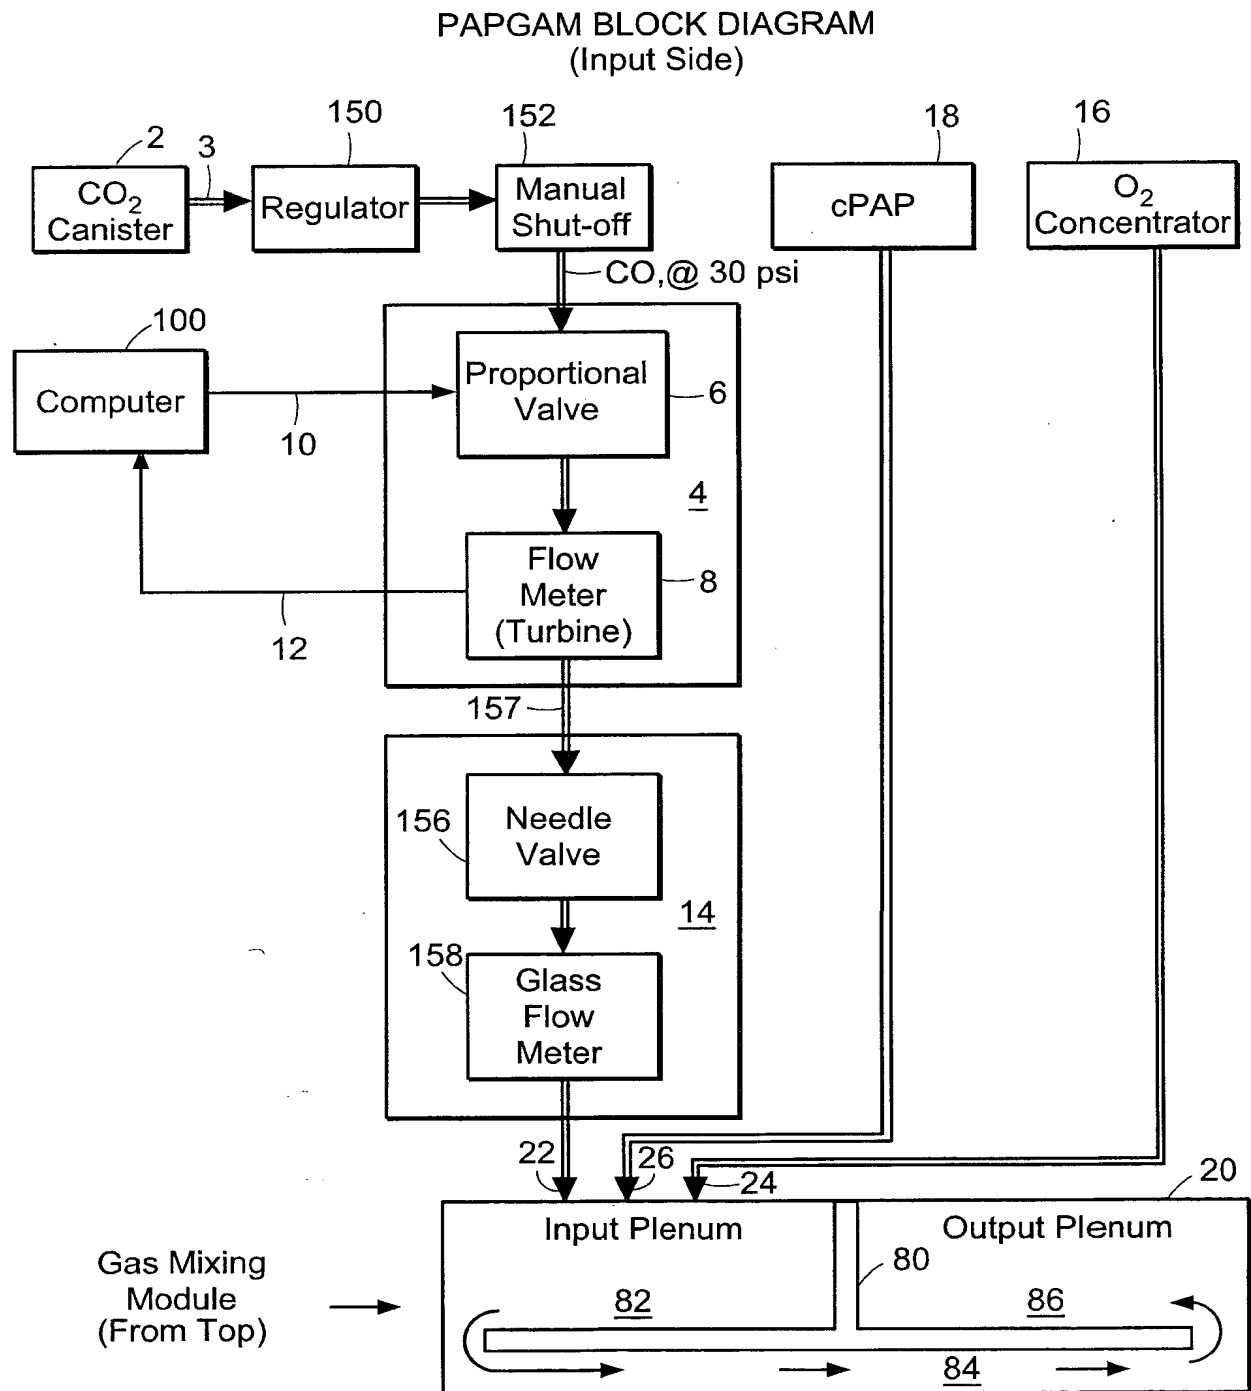 PAPGAM BLOCK DIAGRAM
(Input Side)
2
3
150
152
18
16
CO2
Canister
Regulator
Manual
Shut-off
cPAP
O2
Concentrator
CO,@ 30 psi
100
Computer
10
Proportional
Valve
6
4
Flow
Meter
(Turbine)
8
12
157
156
Needle
Valve
14
158
Glass
Flow
Meter
22
26
24
20
Input Plenum
Output Plenum
80
Gas Mixing
Module
(From Top)
82
86
84